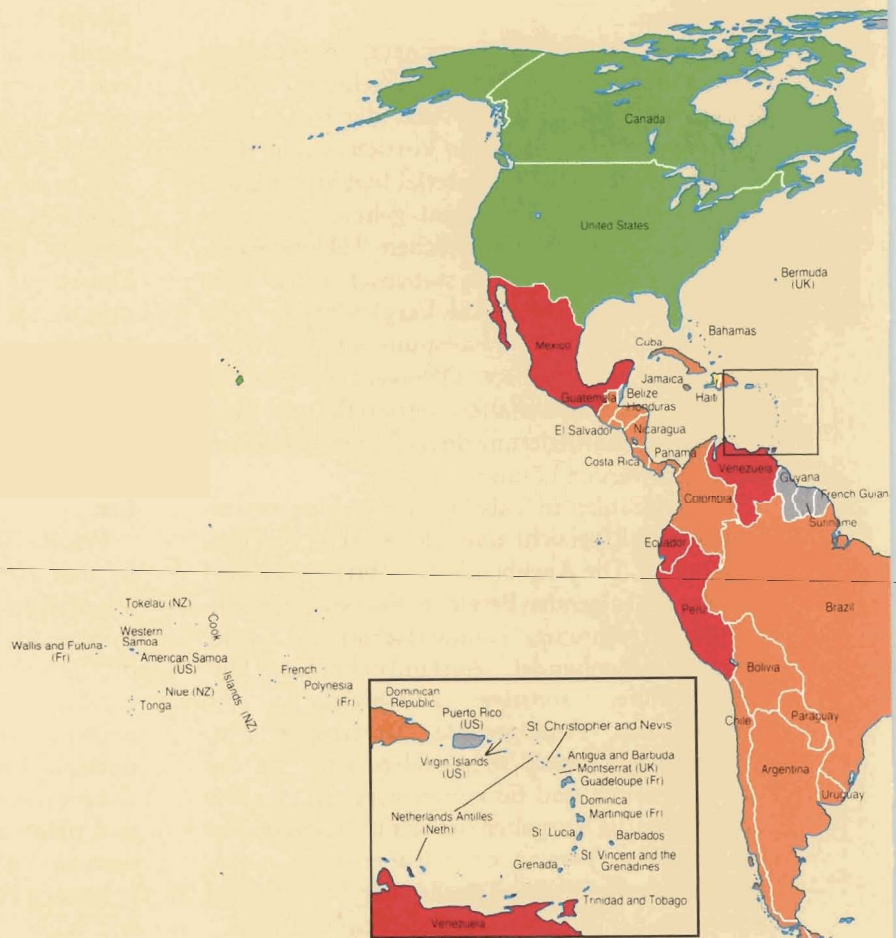 Canada
United States
Bermuda
(UK)
Bahamas
Cuba
Mexico
Jamaica
Haiti
Belize
Guatemala
Honduras
El Salvador
Nicaragua
Costa Rica
Panama
Venezuela
Guyana
French Guian
Suriname
Colombia
Ecuador
Peru
Brazil
Bolivia
Chile
Paraguay
Argentina
Uruguay
Tokelau (NZ)
Cook
Islands (NZ)
Western
Samoa
Wallis and Futuna
(Fr)
American Samoa
(US)
Niue (NZ)
Tonga
French
Polynesia
(Fr)
Dominican
Republic
Puerto Rico
(US)
St. Christopher and Nevis
Virgin Islands
(US)
Antigua and Barbuda
Montserrat (UK)
Guadeloupe (Fr)
Dominica
Martinique (Fr)
Netherlands Antilles
(Neth)
St. Lucia
Barbados
Grenada
St. Vincent and the
Grenadines
Trinidad and Tobago
Venezuela